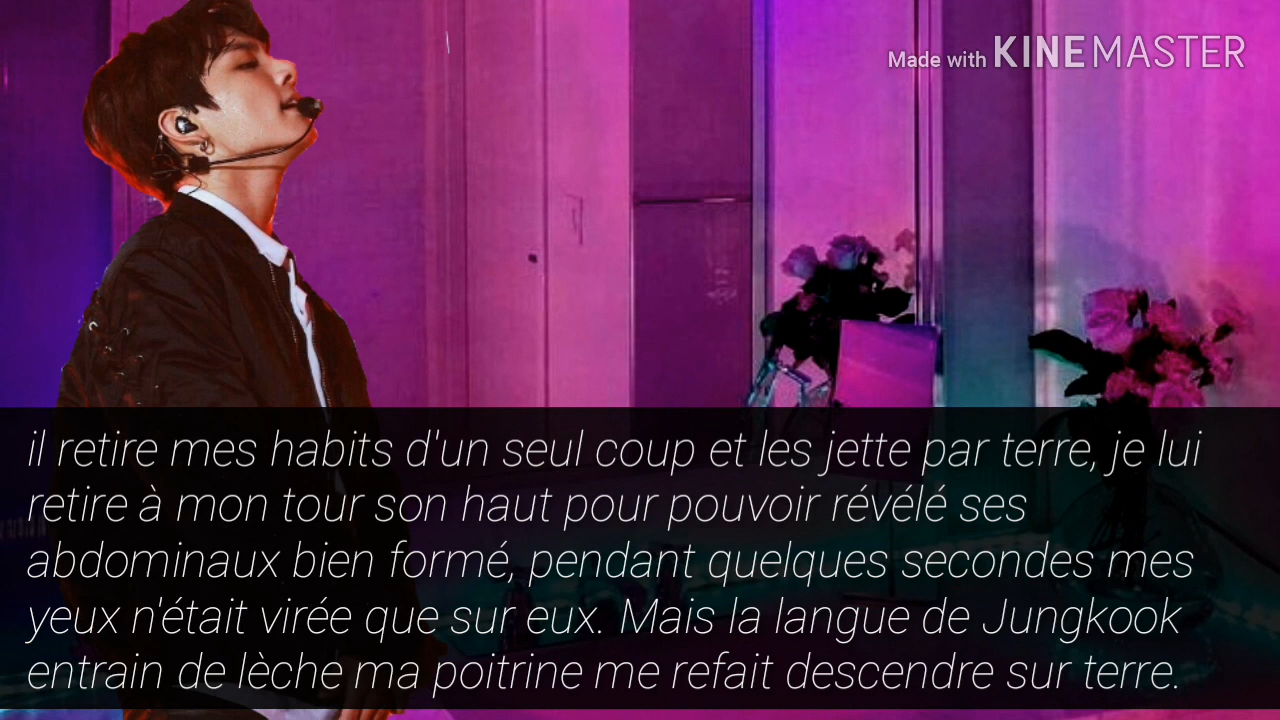 Made with KINEMASTER
il retire mes habits d'un seul coup et les jette par terre, je lui
retire à mon tour son haut pour pouvoir révélé ses
abdominaux bien formé, pendant quelques secondes mes
yeux n'était virée que sur eux. Mais la langue de Jungkook
entrain de lèche ma poitrine me refait descendre sur terre.